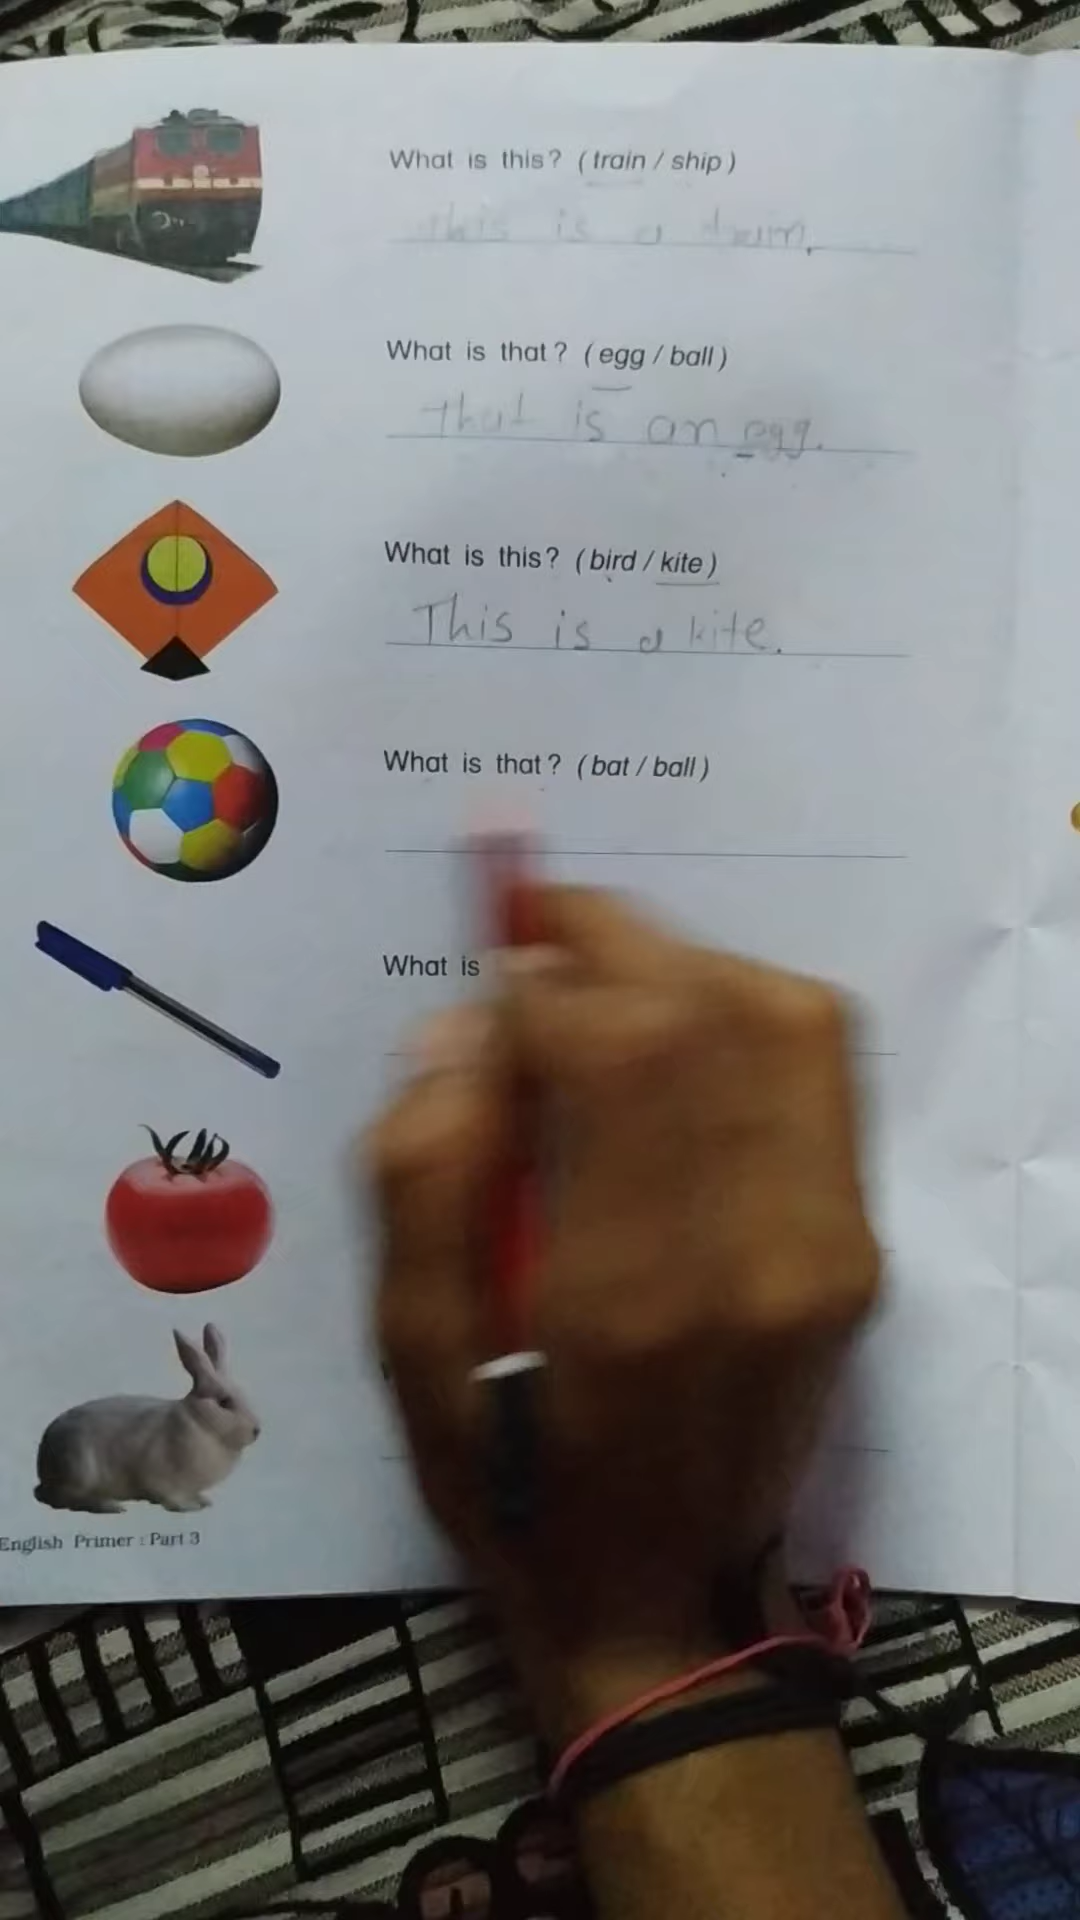 What is this? (train / ship)
this is a train.
What is that? (egg / ball)
That is an egg.
What is this? (bird / kite)
This is a kite.
What is that? (bat / ball)
What is
English Primer : Part 3